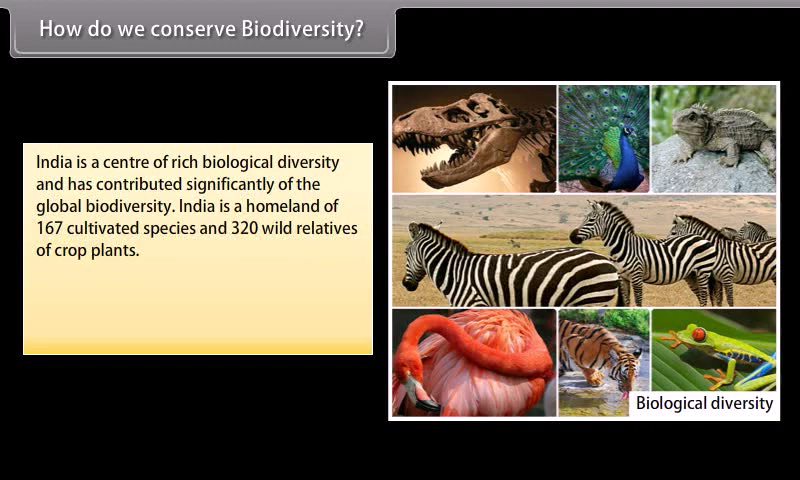 How do we conserve Biodiversity?
India is a centre of rich biological diversity
and has contributed significantly of the
global biodiversity. India is a homeland of
167 cultivated species and 320 wild relatives
of crop plants.
Biological diversity